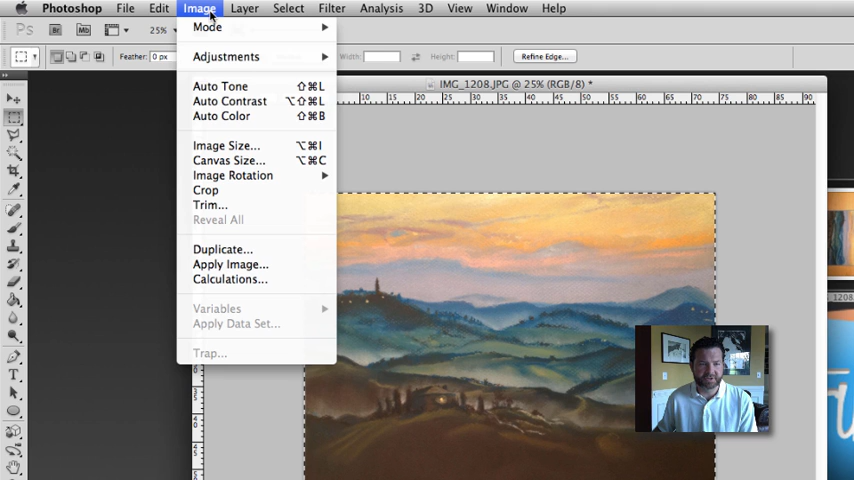 Photoshop File Edit Image Layer Select Filter Analysis 3D View Window Help
Ps Br Mb 25%
Feather: 0 px Width: Height: Refine Edge...
Mode
Adjustments
Auto Tone ⇧⌘L
Auto Contrast ⌥⇧⌘L
Auto Color ⇧⌘B
Image Size... ⌥⌘I
Canvas Size... ⌥⌘C
Image Rotation
Crop
Trim...
Reveal All
Duplicate...
Apply Image...
Calculations...
Variables
Apply Data Set...
Trap...
IMG_1208.JPG @ 25% (RGB/8) *
10 15 20 25 30 35 40 45 50 55 60 65 70 75 80 85 90
_1208.